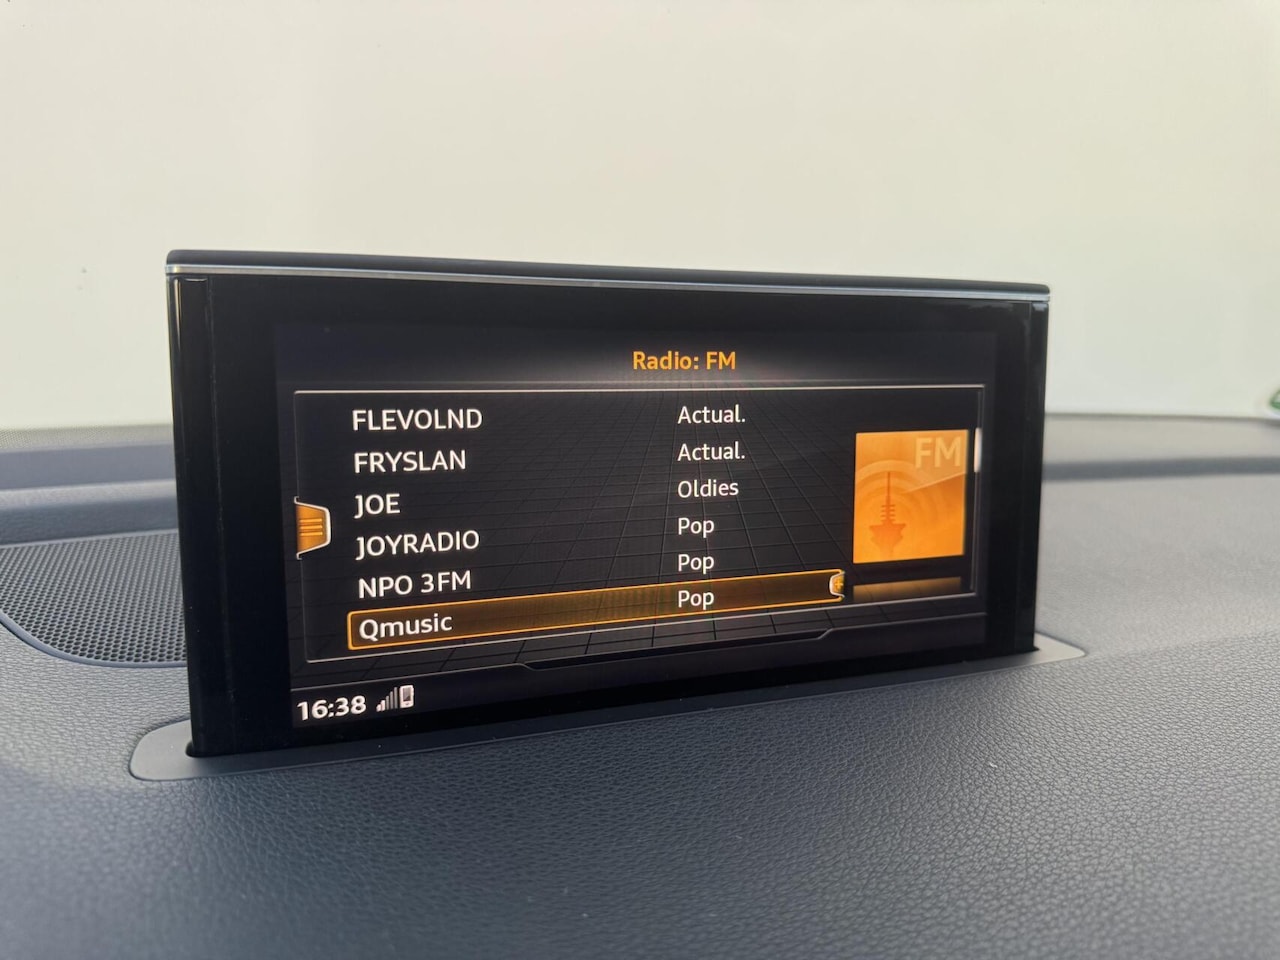 Radio: FM
FLEVOLND Actual.
FRYSLAN Actual.
JOE Oldies
JOYRADIO Pop
NPO 3FM Pop
Qmusic Pop
FM
16:38